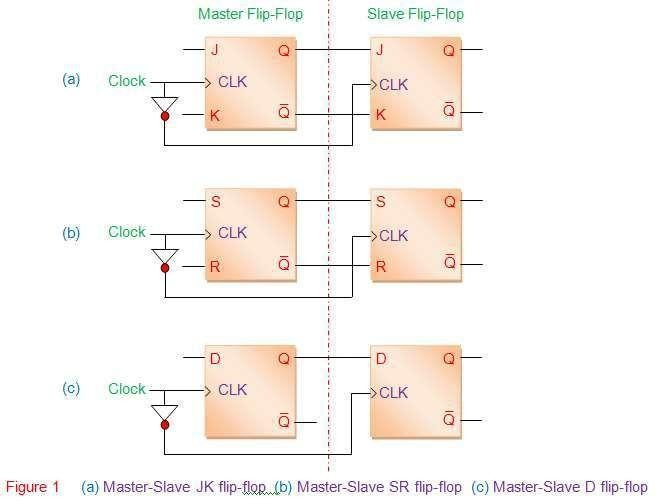 Master Flip-Flop Slave Flip-Flop
J Q J Q
(a) Clock CLK CLK
K Q̅ K Q̅
S Q S Q
(b) Clock CLK CLK
R Q̅ R Q̅
D Q D Q
(c) Clock CLK CLK
Q̅ Q̅
Figure 1 (a) Master-Slave JK flip-flop (b) Master-Slave SR flip-flop (c) Master-Slave D flip-flop